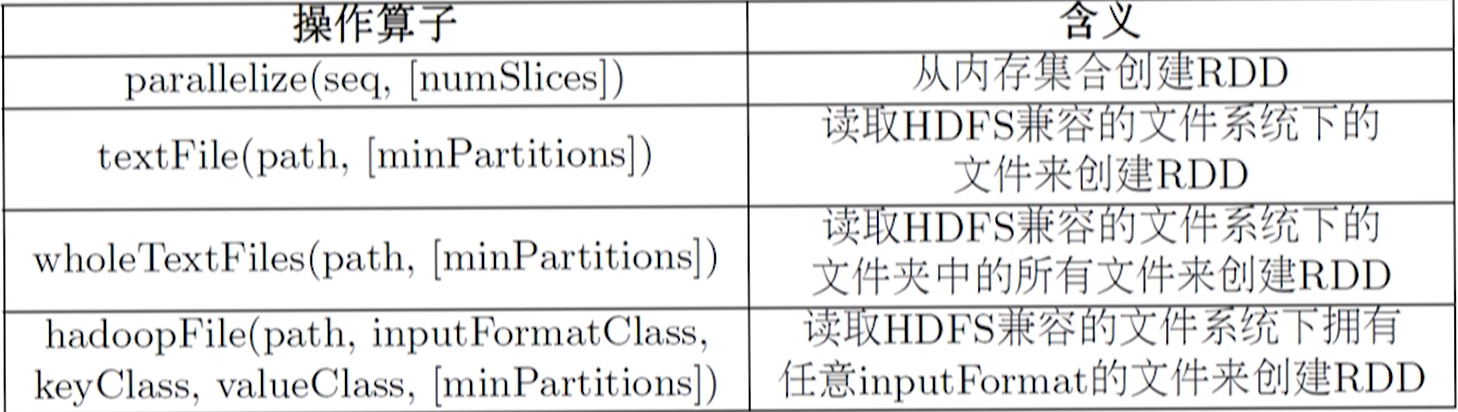 操作算子
含义
parallelize(seq, [numSlices])
从内存集合创建RDD
textFile(path, [minPartitions])
读取HDFS兼容的文件系统下的
文件来创建RDD
wholeTextFiles(path, [minPartitions])
读取HDFS兼容的文件系统下的
文件夹中的所有文件来创建RDD
hadoopFile(path, inputFormatClass,
keyClass, valueClass, [minPartitions])
读取HDFS兼容的文件系统下拥有
任意inputFormat的文件来创建RDD